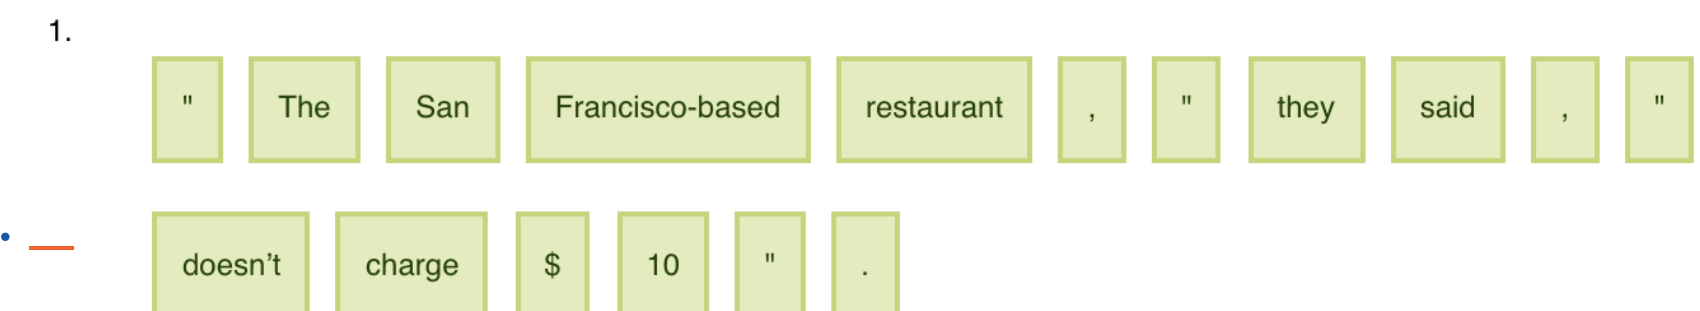 1.
" The San Francisco-based restaurant , " they said , "
doesn’t charge $ 10 " .